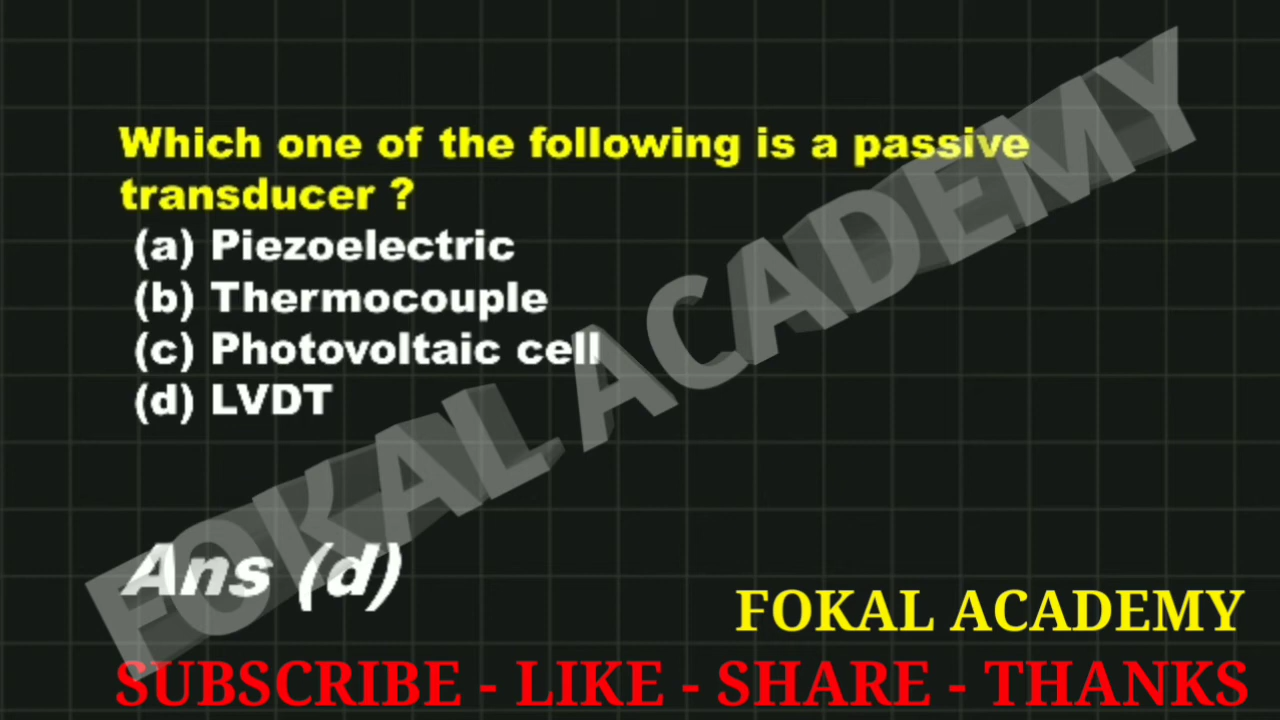 Which one of the following is a passive
transducer ?
(a) Piezoelectric
(b) Thermocouple
(c) Photovoltaic cell
(d) LVDT
FOKAL ACADEMY
Ans (d)
FOKAL ACADEMY
SUBSCRIBE - LIKE - SHARE - THANKS